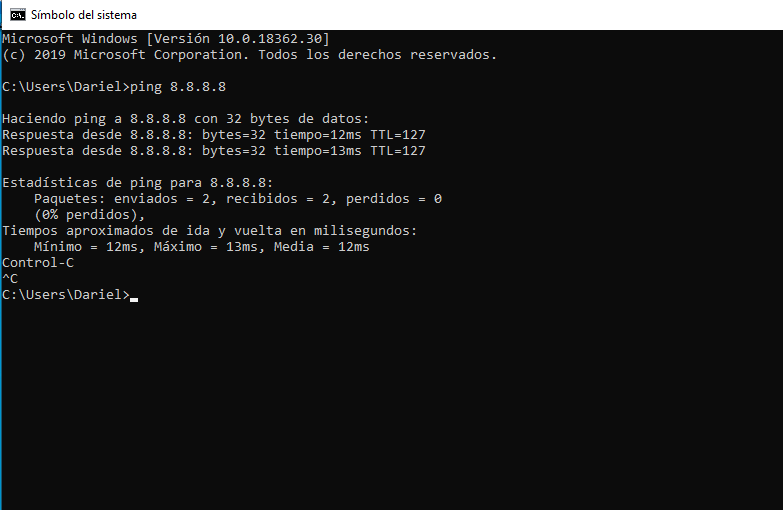 Símbolo del sistema
Microsoft Windows [Versión 10.0.18362.30]
(c) 2019 Microsoft Corporation. Todos los derechos reservados.
C:\Users\Dariel>ping 8.8.8.8
Haciendo ping a 8.8.8.8 con 32 bytes de datos:
Respuesta desde 8.8.8.8: bytes=32 tiempo=12ms TTL=127
Respuesta desde 8.8.8.8: bytes=32 tiempo=13ms TTL=127
Estadísticas de ping para 8.8.8.8:
    Paquetes: enviados = 2, recibidos = 2, perdidos = 0
    (0% perdidos),
Tiempos aproximados de ida y vuelta en milisegundos:
    Mínimo = 12ms, Máximo = 13ms, Media = 12ms
Control-C
^C
C:\Users\Dariel>